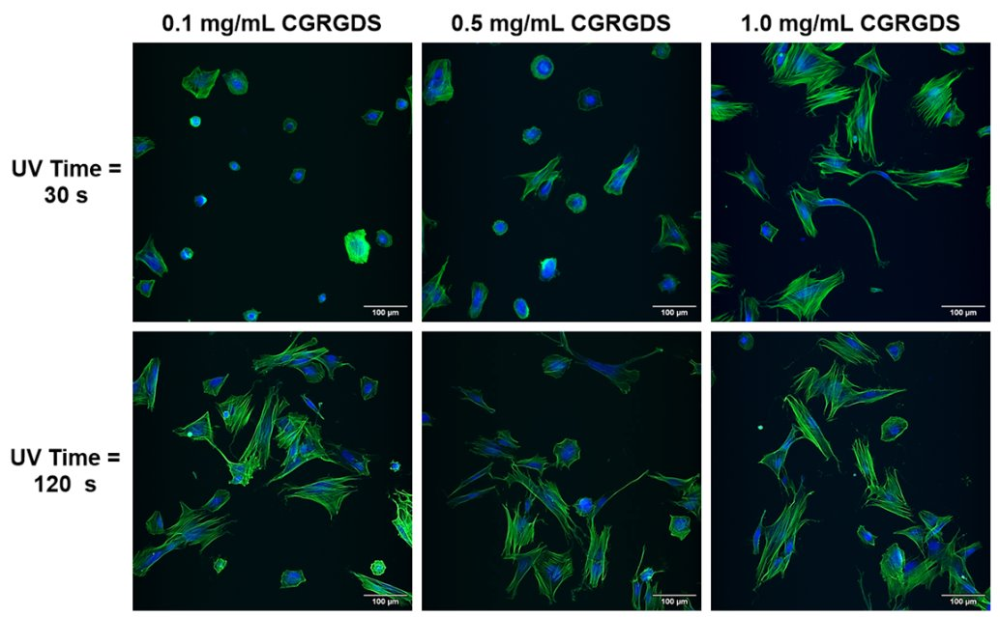 0.1 mg/mL CGRGDS
0.5 mg/mL CGRGDS
1.0 mg/mL CGRGDS
UV Time =
30 s
100 µm
100 µm
100 µm
UV Time =
120 s
100 µm
100 µm
100 µm